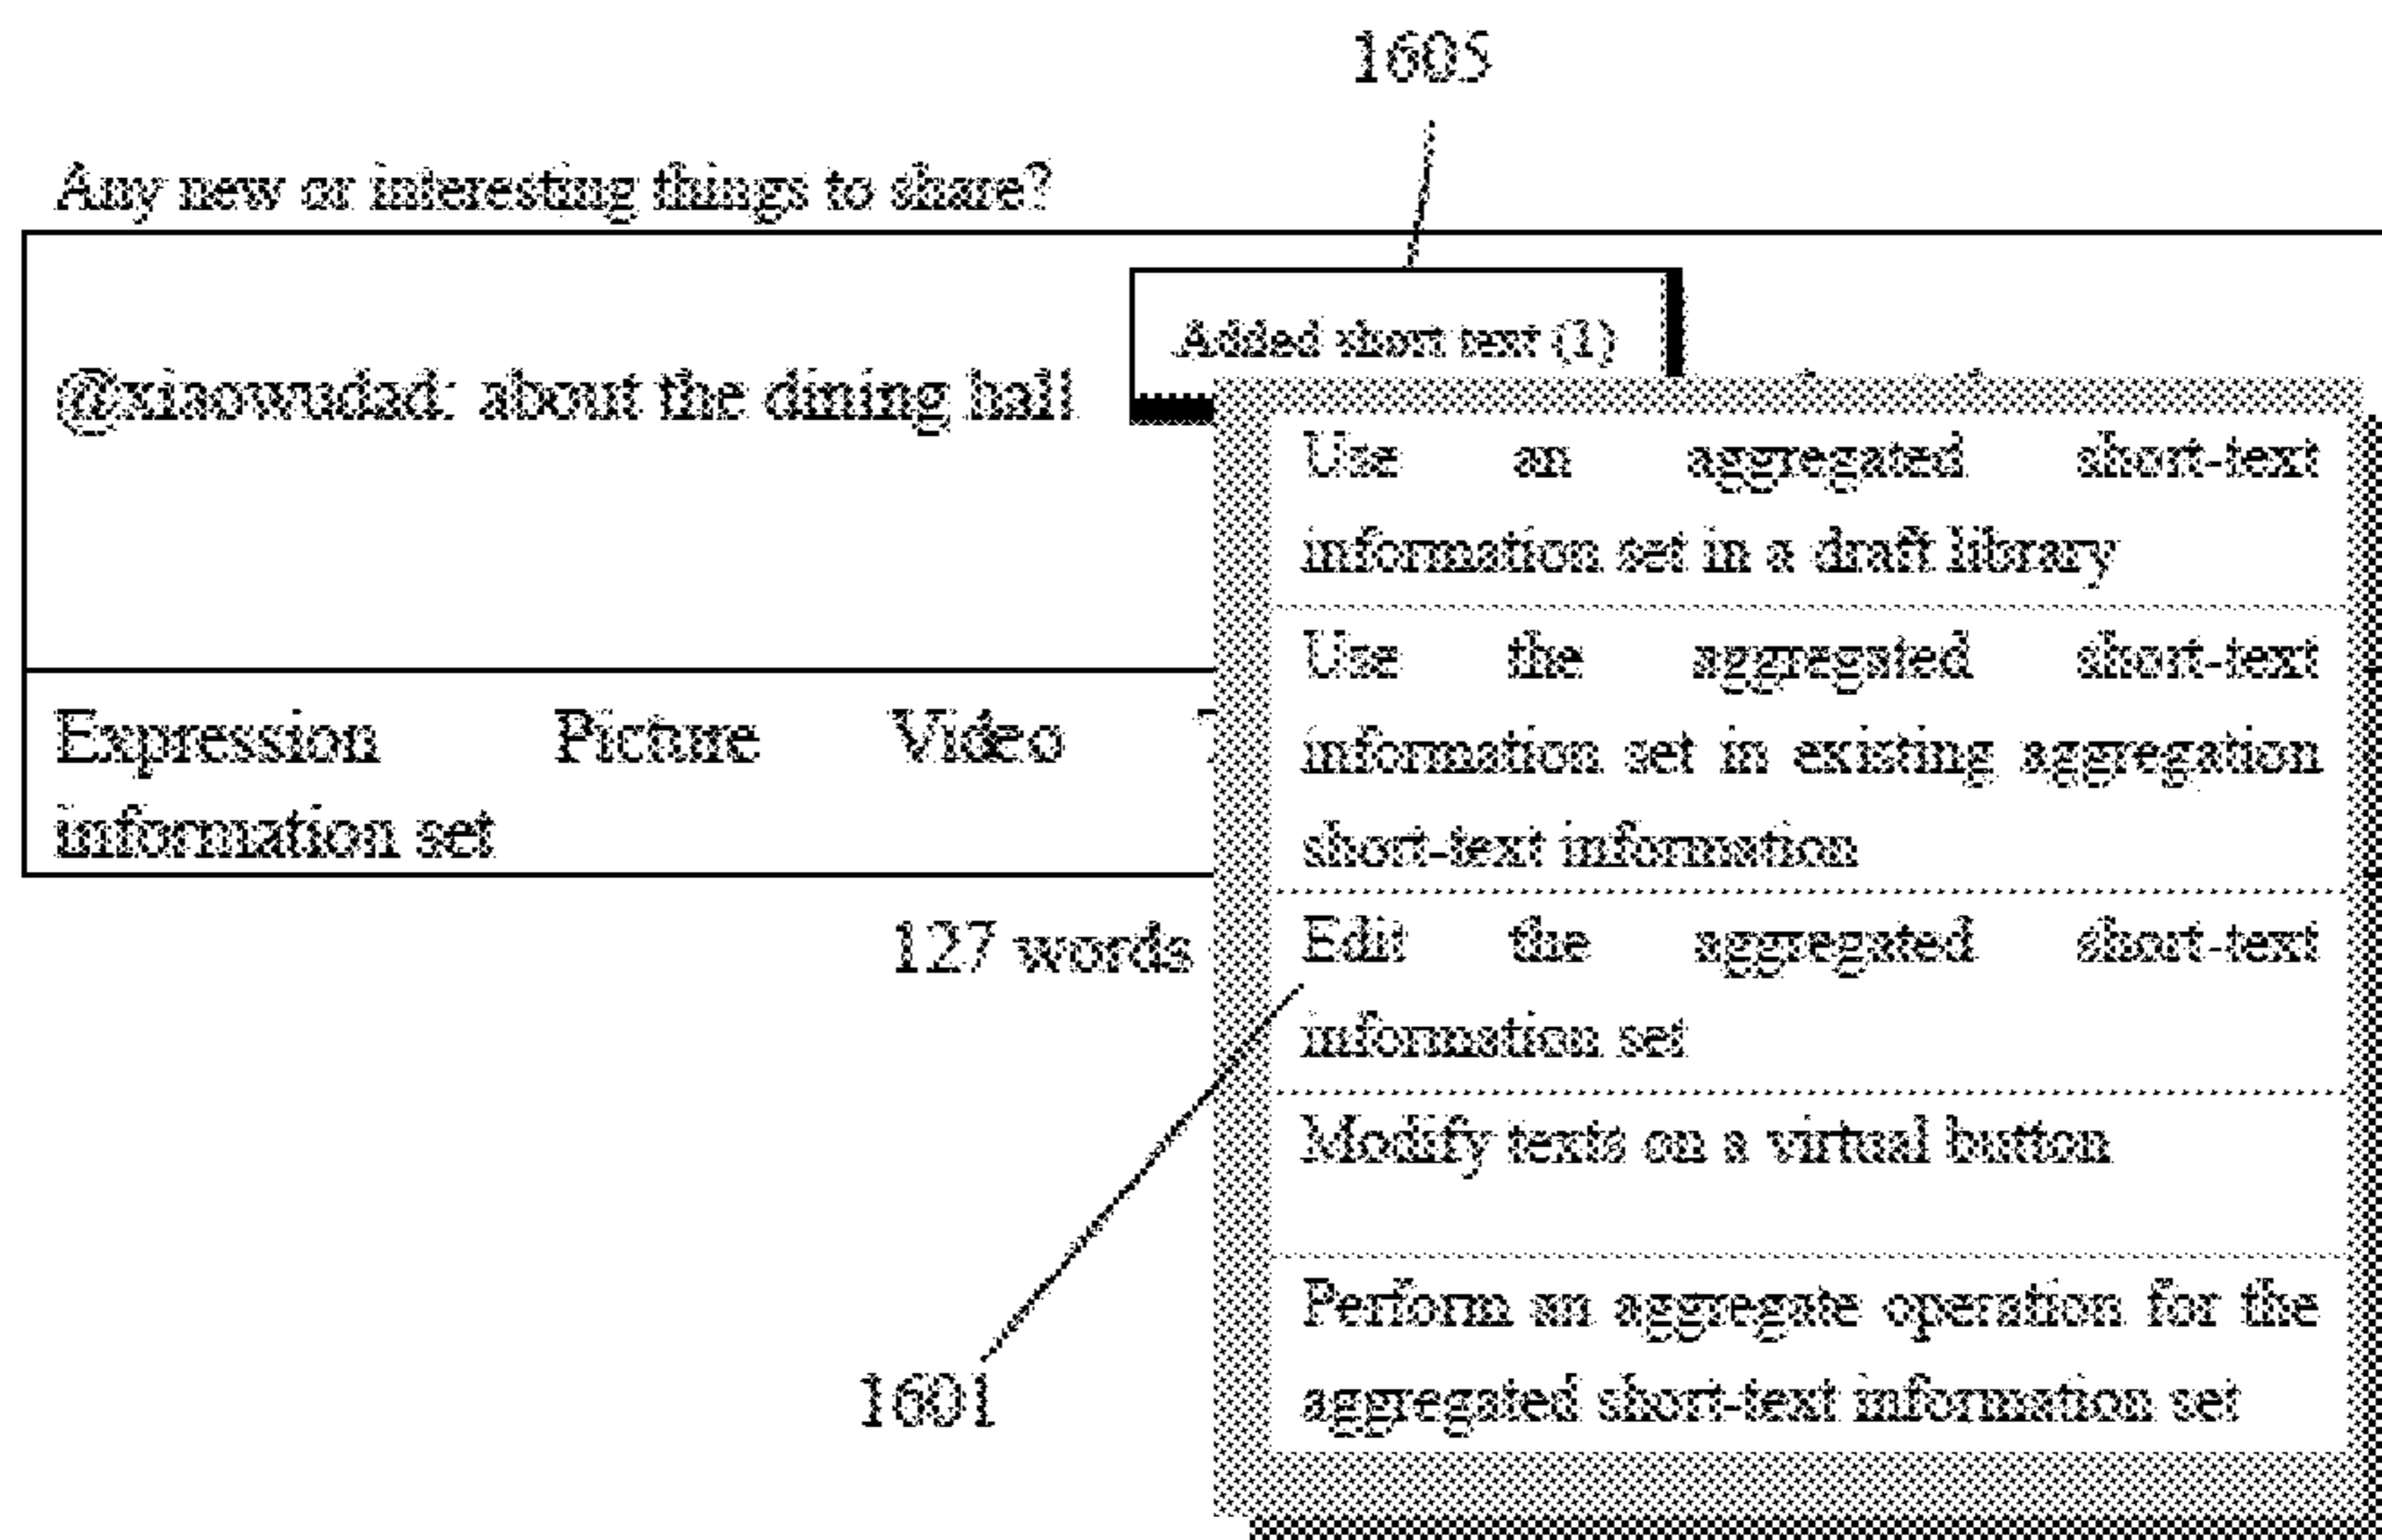 1605
Any new or interesting things to share?
Added short text (1)
@xiaowudad: about the dining hall
Use an aggregated short-text
information set in a draft library
Use the aggregated short-text
information set in existing aggregation
short-text information
Edit the aggregated short-text
information set
Modify texts on a virtual button
Perform an aggregate operation for the
aggregated short-text information set
Expression Picture Video
information set
127 words
1601